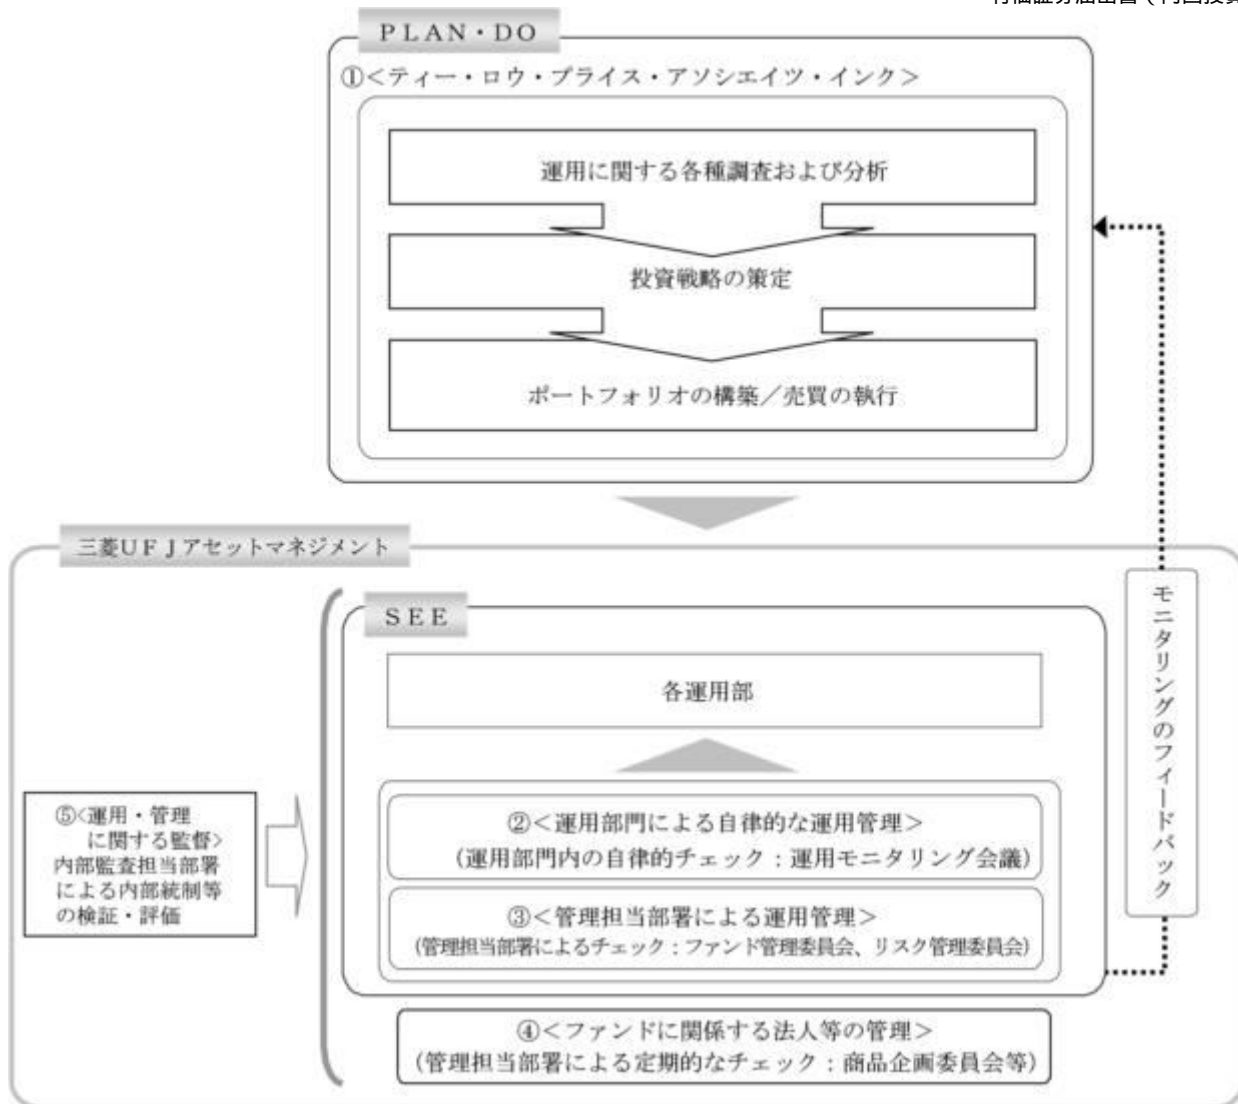 PLAN・DO
①<ティー・ロウ・プライス・アソシエイツ・インク>
運用に関する各種調査および分析
投資戦略の策定
ポートフォリオの構築/売買の執行
三菱UFJアセットマネジメント
SEE
各運用部
②<運用部門による自律的な運用管理>
(運用部門内の自律的チェック:運用モニタリング会議)
③<管理担当部署による運用管理>
(管理担当部署によるチェック:ファンド管理委員会、リスク管理委員会)
④<ファンドに関係する法人等の管理>
(管理担当部署による定期的なチェック:商品企画委員会等)
⑤<運用・管理
に関する監督>
内部監査担当部署
による内部統制等
の検証・評価
モニタリングのフィードバック